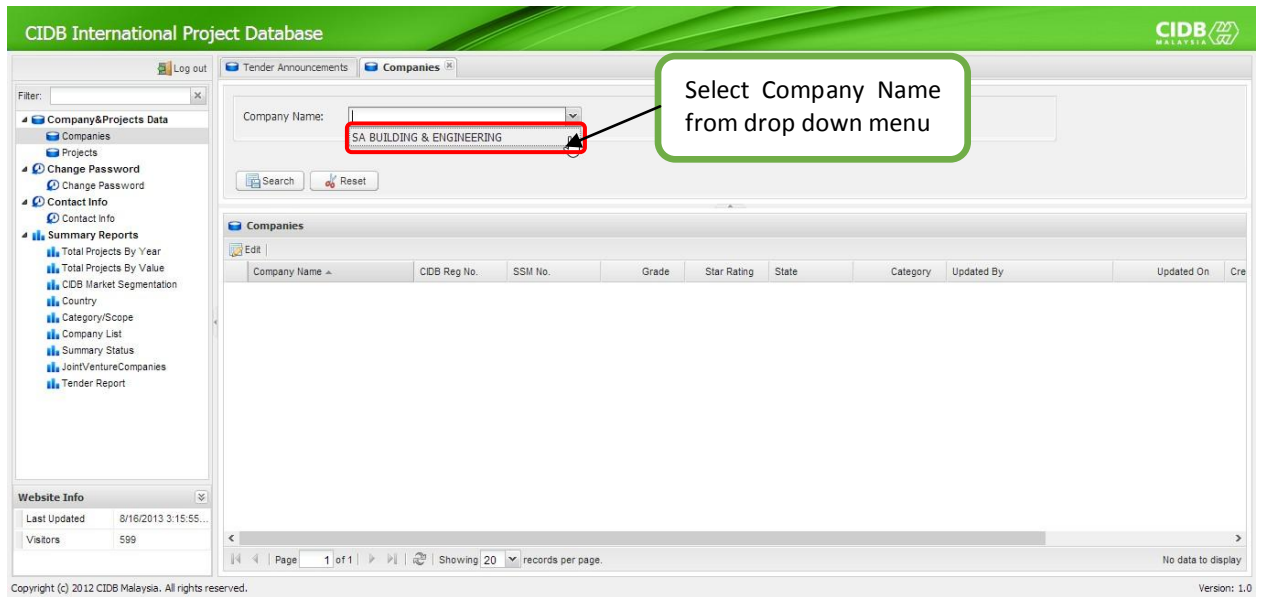 CIDB International Project Database
CIDB
MALAYSIA
Log out
Tender Announcements
Companies
Filter:
Company&Projects Data
Companies
Projects
Change Password
Change Password
Contact Info
Contact Info
Summary Reports
Total Projects By Year
Total Projects By Value
CIDB Market Segmentation
Country
Category/Scope
Company List
Summary Status
JointVentureCompanies
Tender Report
Company Name:
SA BUILDING & ENGINEERING
Select Company Name
from drop down menu
Search
Reset
Companies
Edit
Company Name
CIDB Reg No.
SSM No.
Grade
Star Rating
State
Category
Updated By
Updated On
Cre
Website Info
Last Updated
8/16/2013 3:15:55...
Visitors
599
Page 1 of 1
Showing 20 records per page.
No data to display
Copyright (c) 2012 CIDB Malaysia. All rights reserved.
Version: 1.0